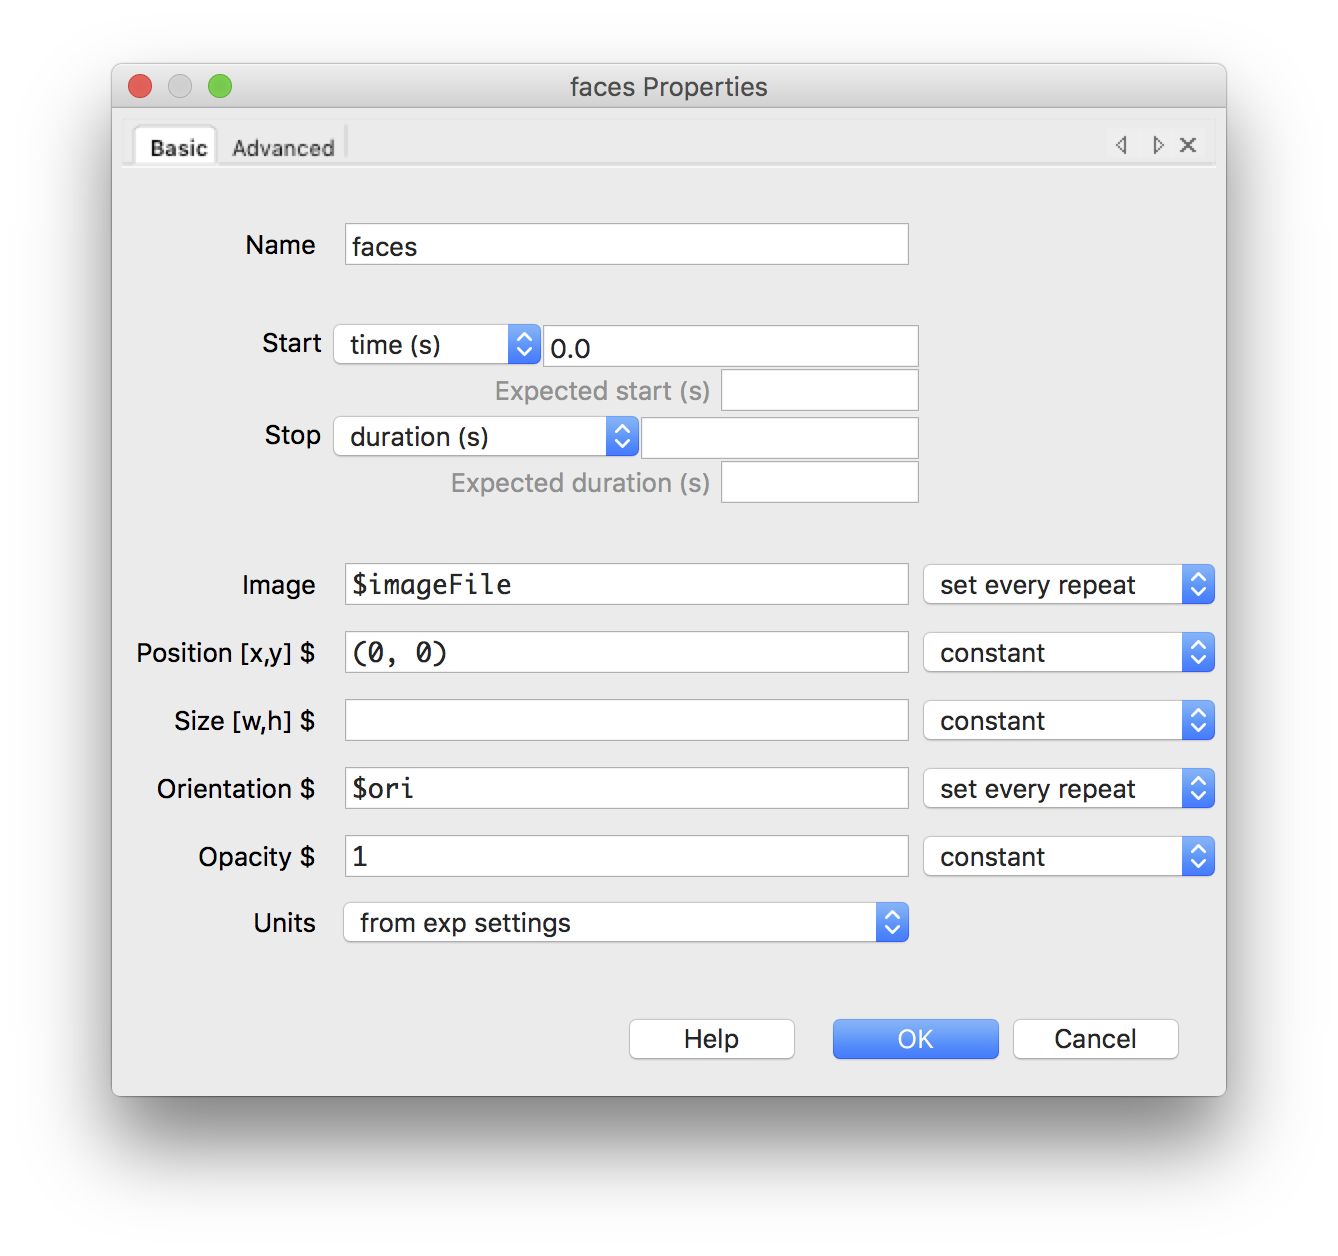 faces Properties
Basic Advanced
Name faces
Start time (s) 0.0
Expected start (s)
Stop duration (s)
Expected duration (s)
Image $imageFile set every repeat
Position [x,y] $ (0, 0) constant
Size [w,h] $ constant
Orientation $ $ori set every repeat
Opacity $ 1 constant
Units from exp settings
Help OK Cancel